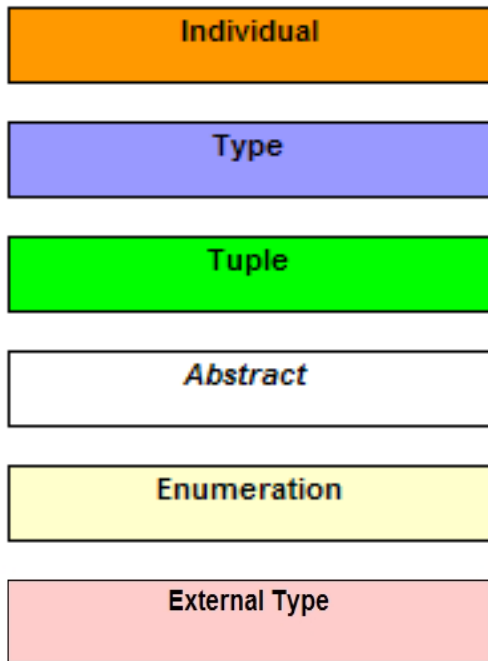 Individual
Type
Tuple
Abstract
Enumeration
External Type